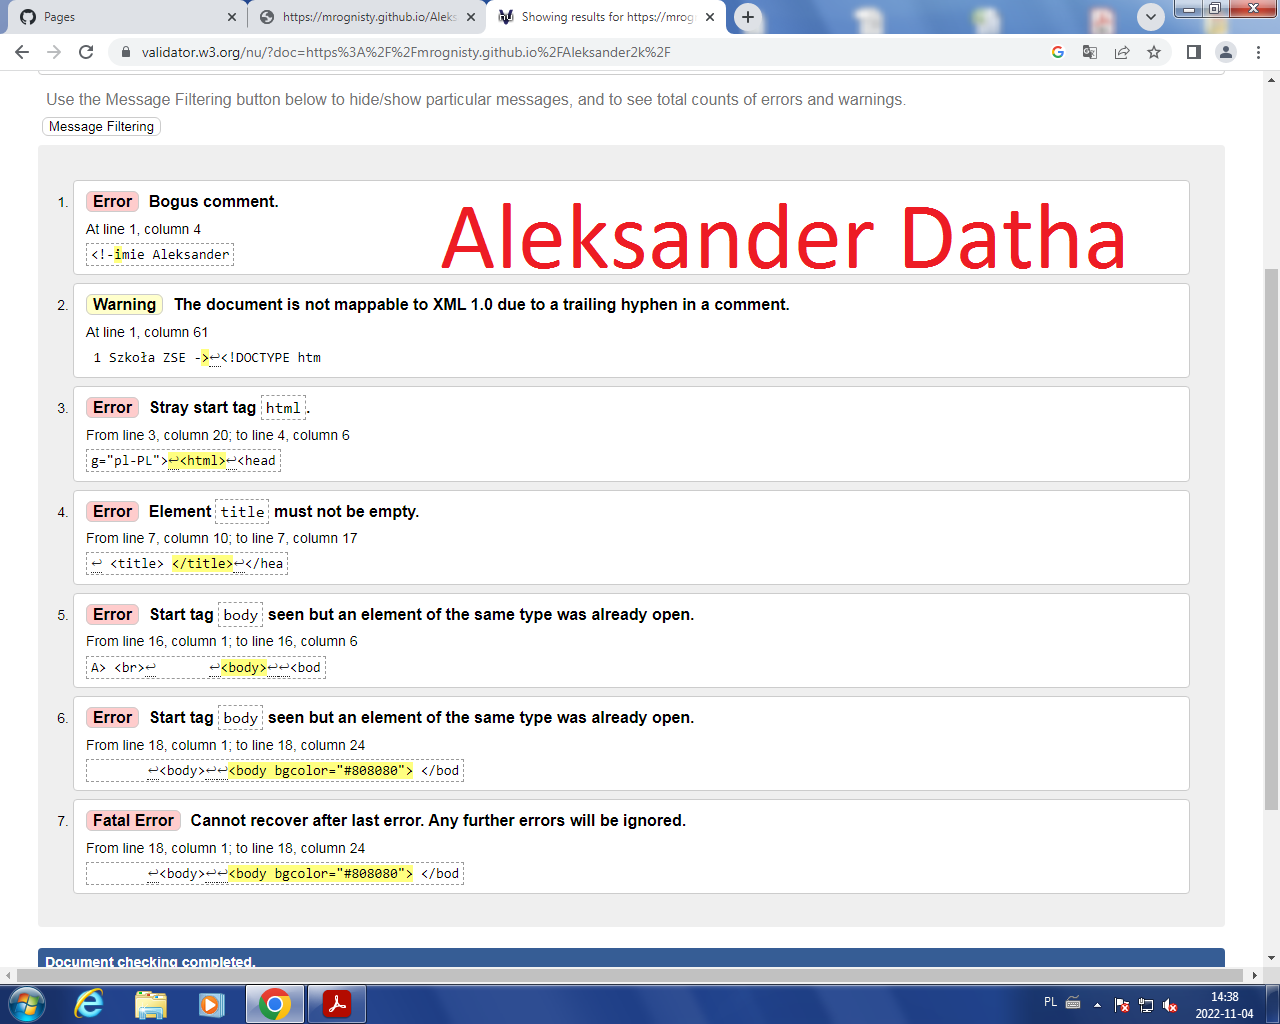 Pages
https://mrognisty.github.io/Aleks
Showing results for https://mrog
validator.w3.org/nu/?doc=https%3A%2F%2Fmrognisty.github.io%2FAleksander2k%2F
Use the Message Filtering button below to hide/show particular messages, and to see total counts of errors and warnings.
Message Filtering
1. Error Bogus comment.
At line 1, column 4
<!-imie Aleksander
Aleksander Datha
2. Warning The document is not mappable to XML 1.0 due to a trailing hyphen in a comment.
At line 1, column 61
1 Szkoła ZSE ->↩<!DOCTYPE htm
3. Error Stray start tag html.
From line 3, column 20; to line 4, column 6
g="pl-PL">↩<html>↩<head
4. Error Element title must not be empty.
From line 7, column 10; to line 7, column 17
↩ <title> </title>↩</hea
5. Error Start tag body seen but an element of the same type was already open.
From line 16, column 1; to line 16, column 6
A> <br>↩ ↩<body>↩↩<bod
6. Error Start tag body seen but an element of the same type was already open.
From line 18, column 1; to line 18, column 24
↩<body>↩↩<body bgcolor="#808080"> </bod
7. Fatal Error Cannot recover after last error. Any further errors will be ignored.
From line 18, column 1; to line 18, column 24
↩<body>↩↩<body bgcolor="#808080"> </bod
Document checking completed.
PL
14:38
2022-11-04